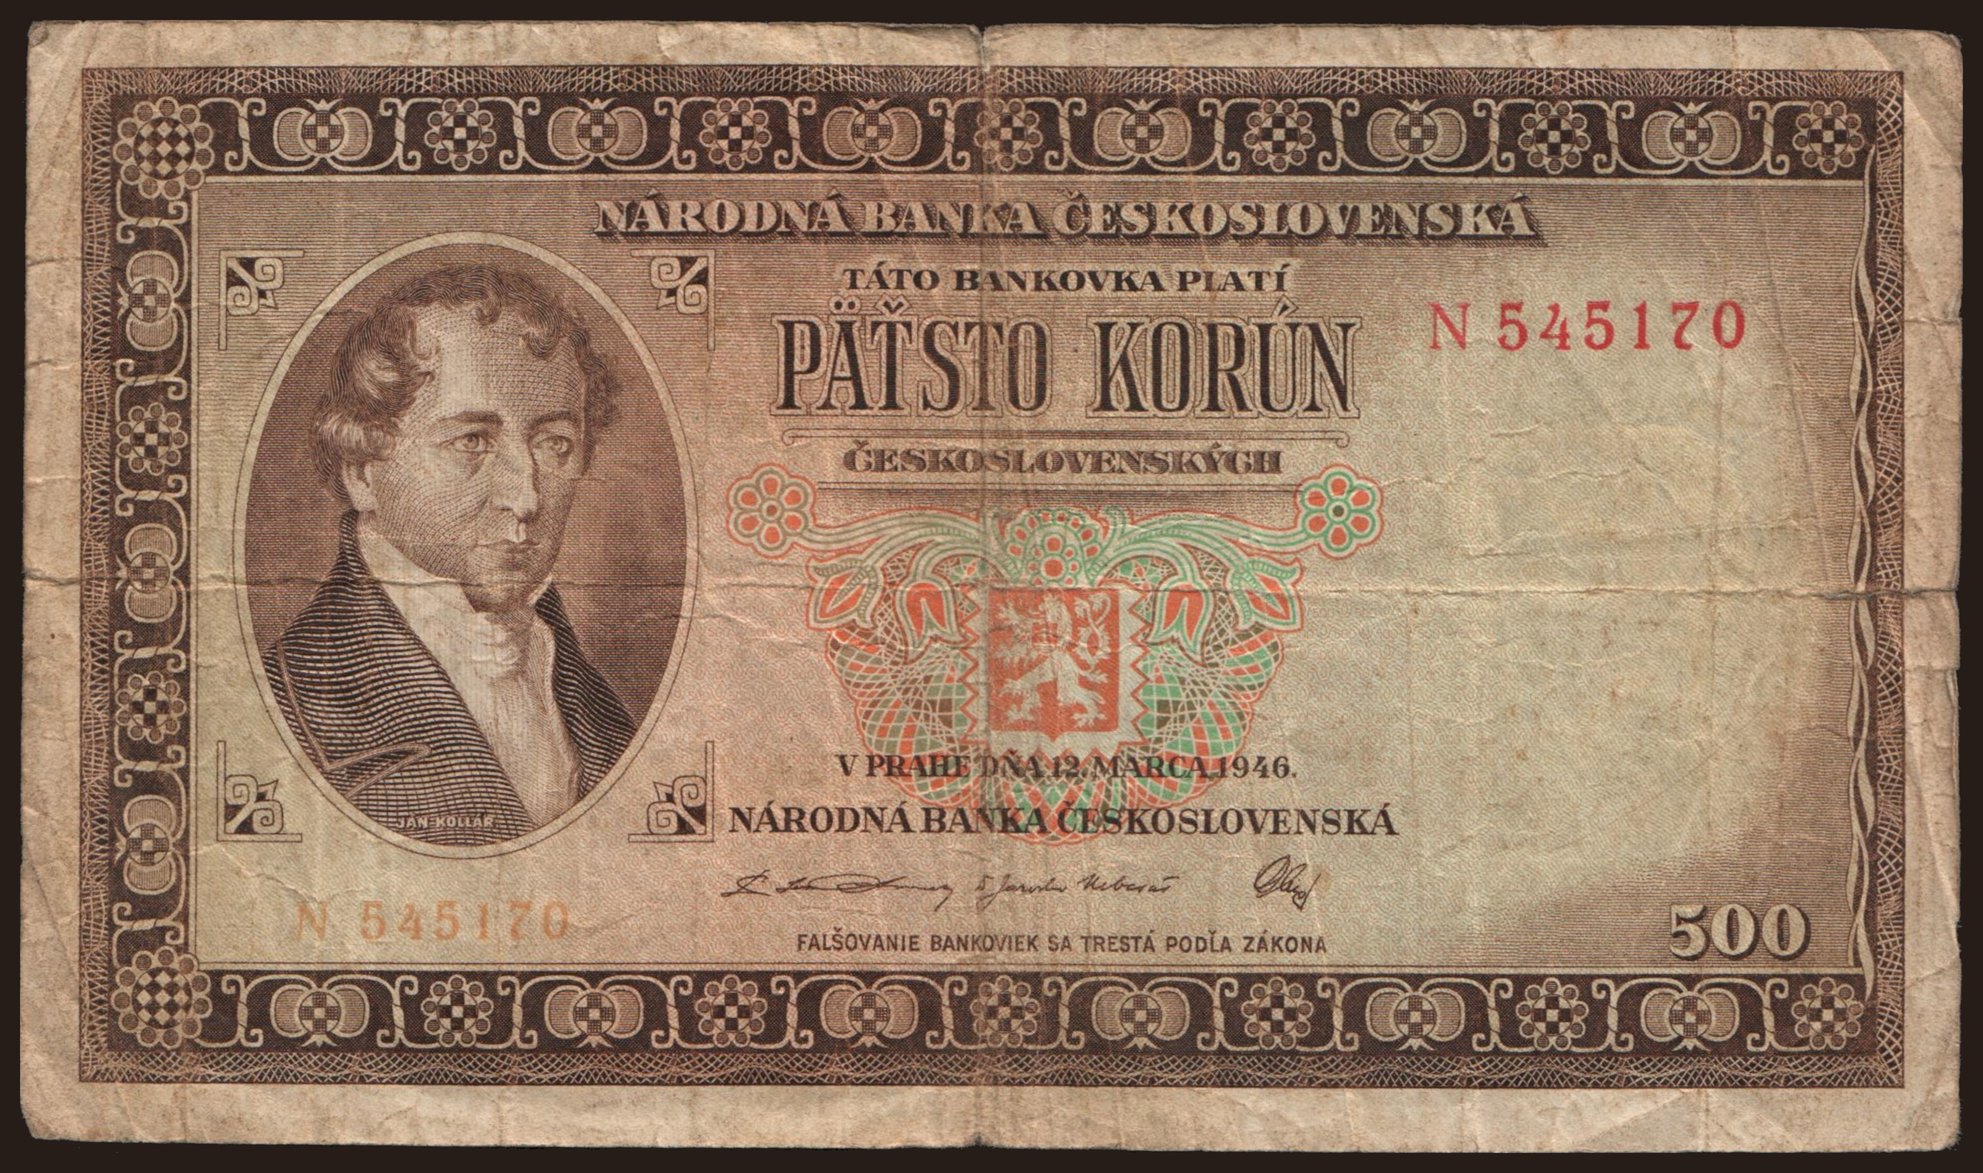 NÁRODNÁ BANKA ČESKOSLOVENSKÁ
TÁTO BANKOVKA PLATÍ
PÄŤSTO KORÚN
ČESKOSLOVENSKÝCH
N 545170
JÁN KOLLÁR
V PRAHE DŇA 12. MARCA 1946.
NÁRODNÁ BANKA ČESKOSLOVENSKÁ
N 545170
FALŠOVANIE BANKOVIEK SA TRESTÁ PODĽA ZÁKONA
500